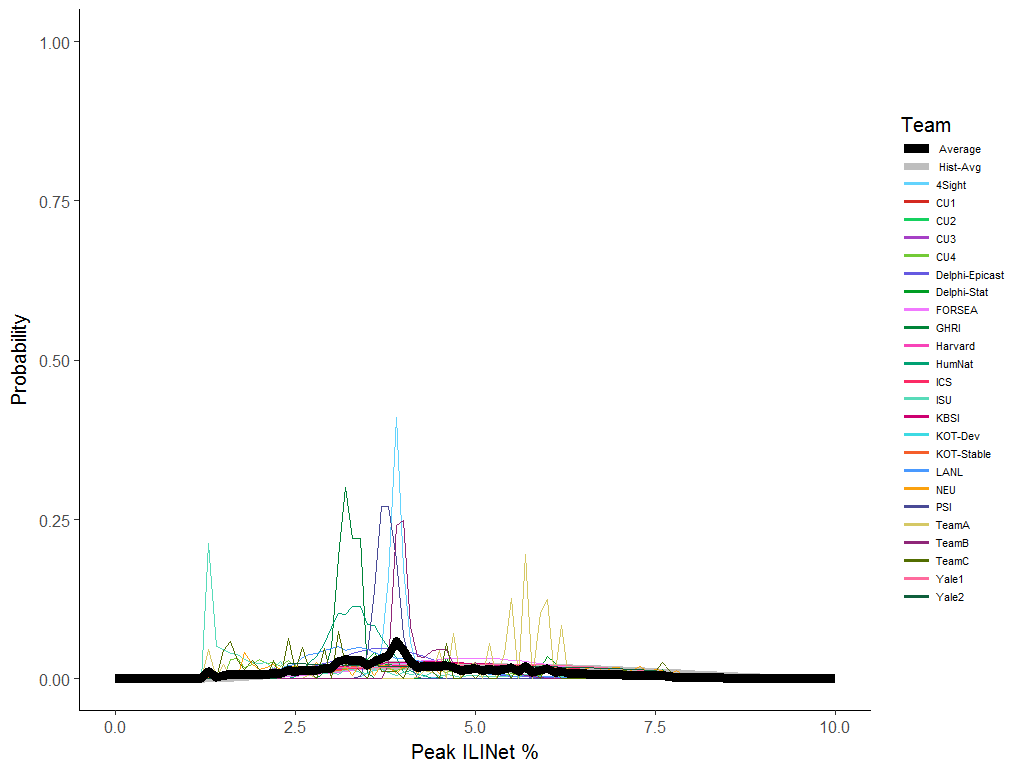 1.00
0.75
0.50
0.25
0.00
Probability
0.0 2.5 5.0 7.5 10.0
Peak ILINet %
Team
Average
Hist-Avg
4Sight
CU1
CU2
CU3
CU4
Delphi-Epicast
Delphi-Stat
FORSEA
GHRI
Harvard
HumNat
ICS
ISU
KBSI
KOT-Dev
KOT-Stable
LANL
NEU
PSI
TeamA
TeamB
TeamC
Yale1
Yale2